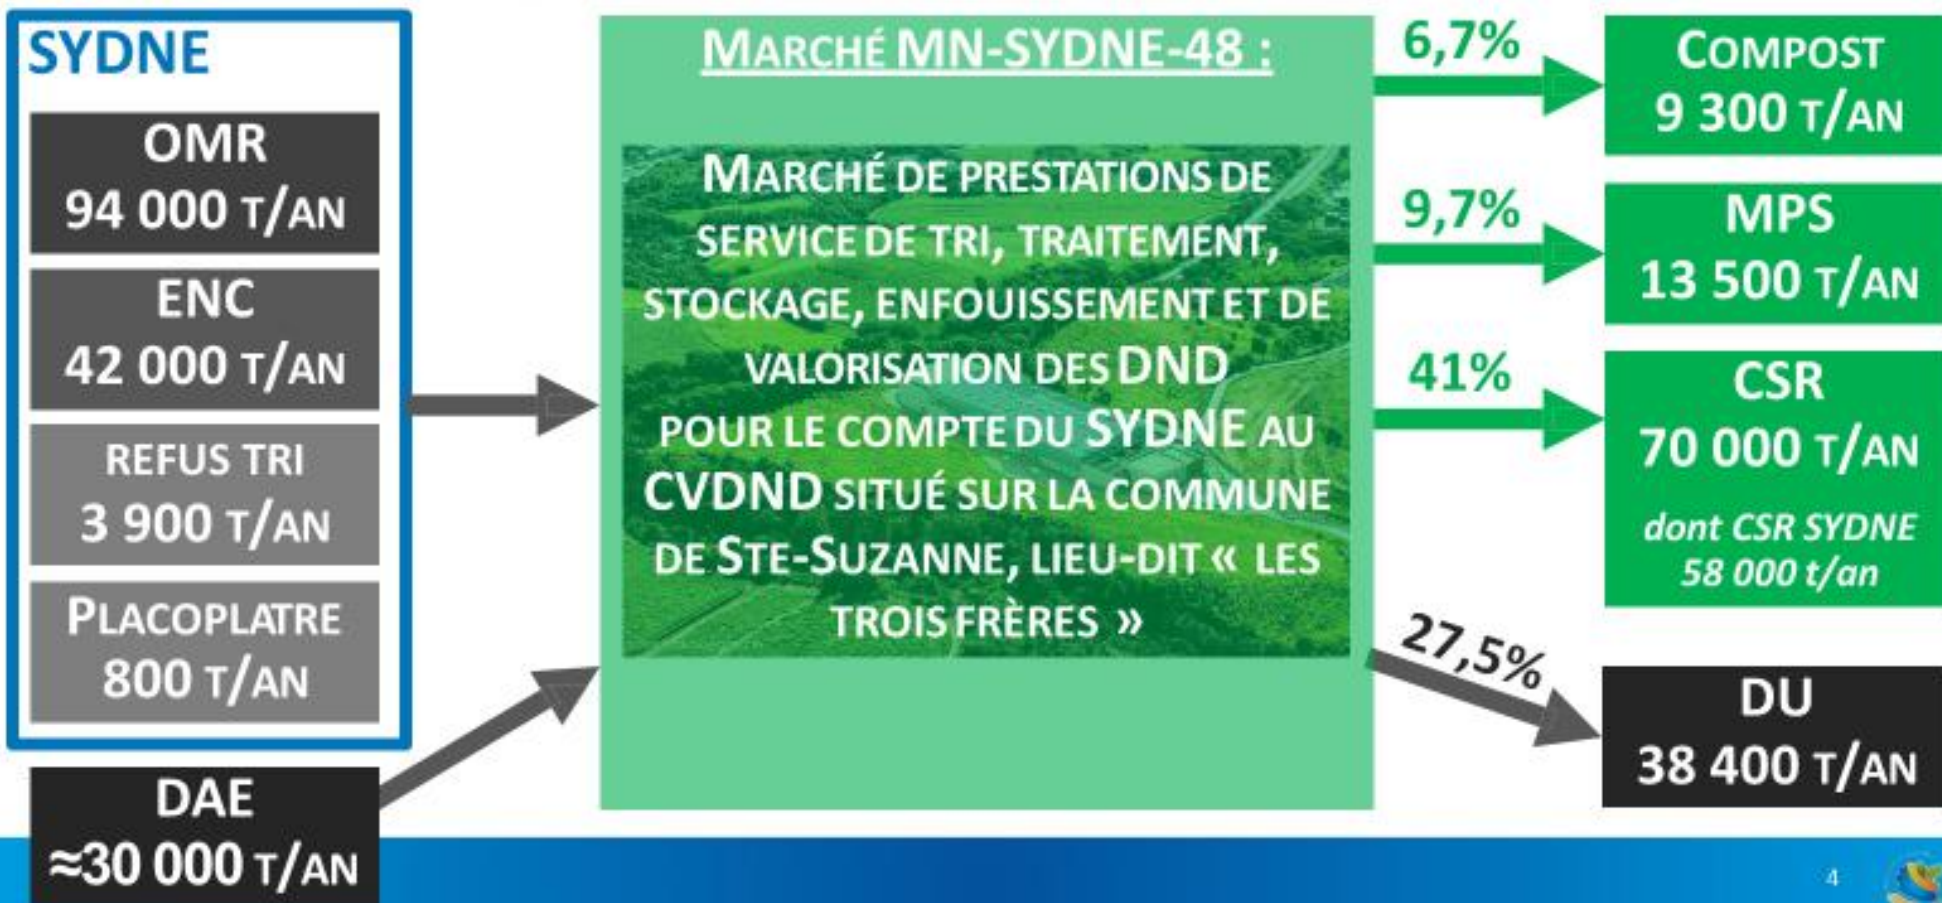 SYDNE
OMR
94 000 T/AN
ENC
42 000 T/AN
REFUS TRI
3 900 T/AN
PLACOPLATRE
800 T/AN
DAE
≈30 000 T/AN
MARCHÉ MN-SYDNE-48 :
MARCHÉ DE PRESTATIONS DE
SERVICE DE TRI, TRAITEMENT,
STOCKAGE, ENFOUISSEMENT ET DE
VALORISATION DES DND
POUR LE COMPTE DU SYDNE AU
CVDND SITUÉ SUR LA COMMUNE
DE STE-SUZANNE, LIEU-DIT « LES
TROIS FRÈRES »
6,7%
COMPOST
9 300 T/AN
9,7%
MPS
13 500 T/AN
41%
CSR
70 000 T/AN
dont CSR SYDNE
58 000 t/an
27,5%
DU
38 400 T/AN
4